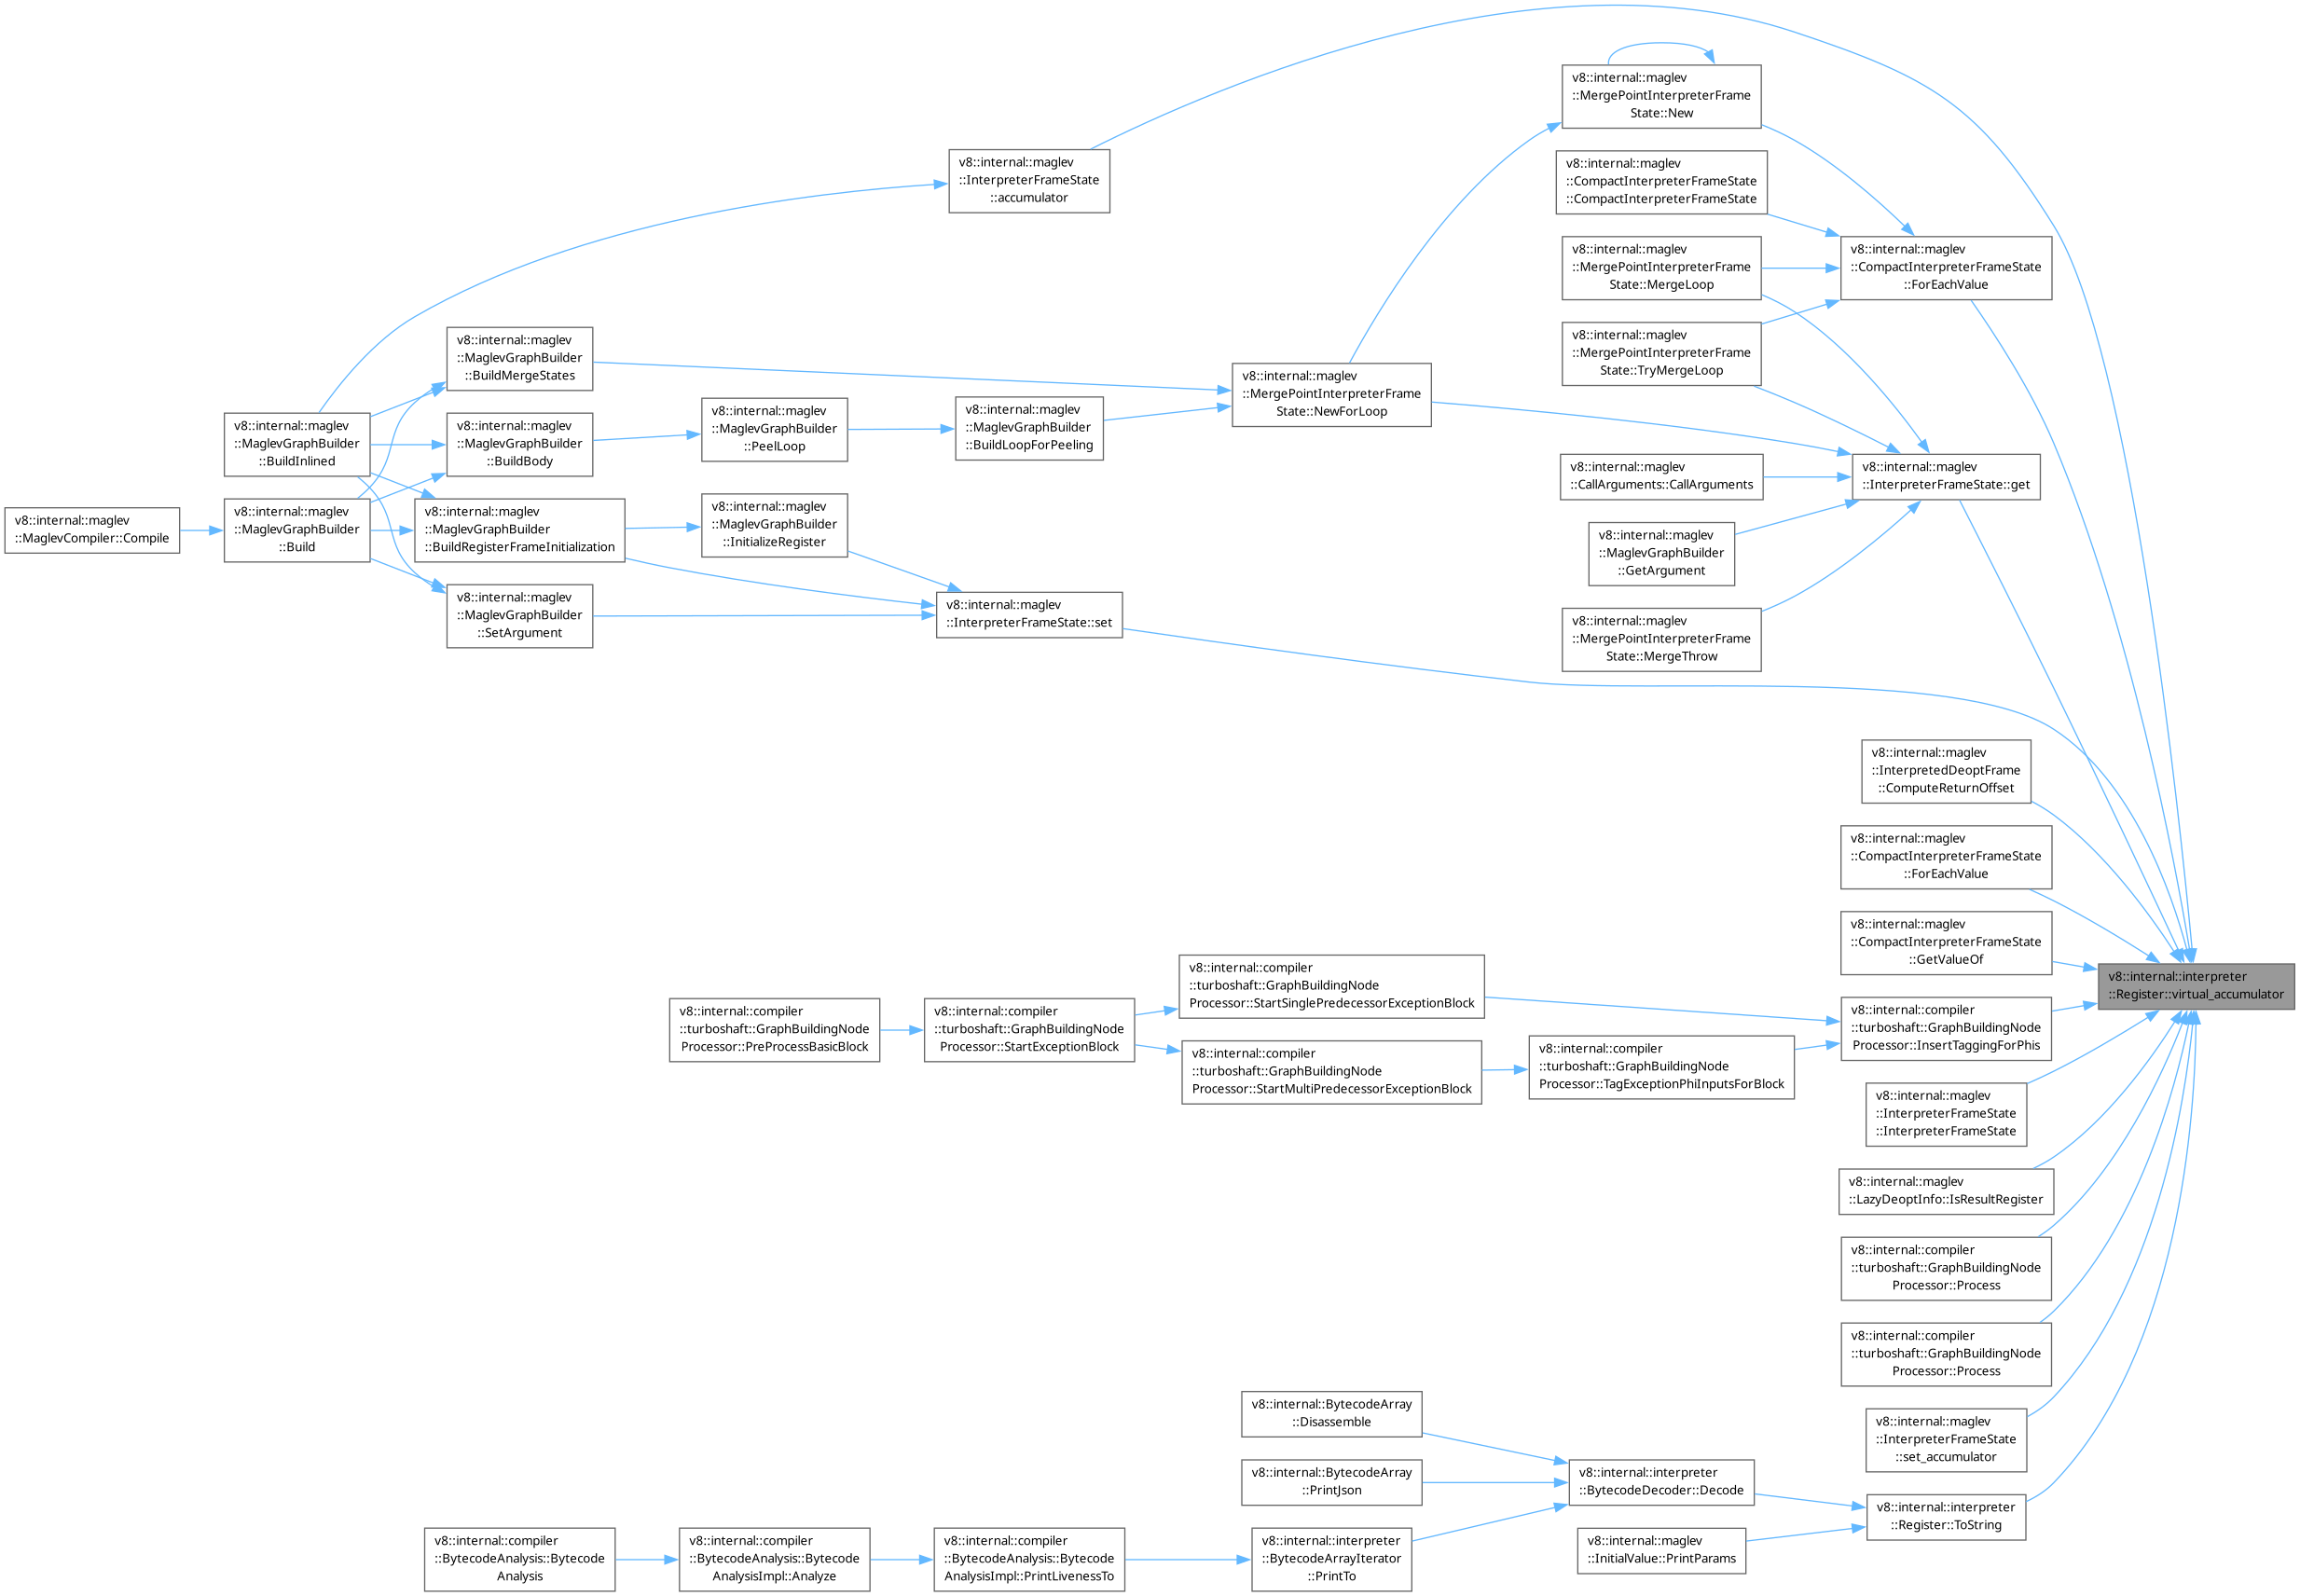 v8::internal::maglev
::MergePointInterpreterFrame
State::New
v8::internal::maglev
::InterpreterFrameState
::accumulator
v8::internal::maglev
::CompactInterpreterFrameState
::CompactInterpreterFrameState
v8::internal::maglev
::MergePointInterpreterFrame
State::MergeLoop
v8::internal::maglev
::CompactInterpreterFrameState
::ForEachValue
v8::internal::maglev
::MergePointInterpreterFrame
State::TryMergeLoop
v8::internal::maglev
::MaglevGraphBuilder
::BuildMergeStates
v8::internal::maglev
::MergePointInterpreterFrame
State::NewForLoop
v8::internal::maglev
::MaglevGraphBuilder
::BuildInlined
v8::internal::maglev
::MaglevGraphBuilder
::BuildBody
v8::internal::maglev
::MaglevGraphBuilder
::PeelLoop
v8::internal::maglev
::MaglevGraphBuilder
::BuildLoopForPeeling
v8::internal::maglev
::CallArguments::CallArguments
v8::internal::maglev
::InterpreterFrameState::get
v8::internal::maglev
::MaglevCompiler::Compile
v8::internal::maglev
::MaglevGraphBuilder
::Build
v8::internal::maglev
::MaglevGraphBuilder
::BuildRegisterFrameInitialization
v8::internal::maglev
::MaglevGraphBuilder
::InitializeRegister
v8::internal::maglev
::MaglevGraphBuilder
::GetArgument
v8::internal::maglev
::MaglevGraphBuilder
::SetArgument
v8::internal::maglev
::InterpreterFrameState::set
v8::internal::maglev
::MergePointInterpreterFrame
State::MergeThrow
v8::internal::maglev
::InterpretedDeoptFrame
::ComputeReturnOffset
v8::internal::maglev
::CompactInterpreterFrameState
::ForEachValue
v8::internal::maglev
::CompactInterpreterFrameState
::GetValueOf
v8::internal::interpreter
::Register::virtual_accumulator
v8::internal::compiler
::turboshaft::GraphBuildingNode
Processor::StartSinglePredecessorExceptionBlock
v8::internal::compiler
::turboshaft::GraphBuildingNode
Processor::PreProcessBasicBlock
v8::internal::compiler
::turboshaft::GraphBuildingNode
Processor::StartExceptionBlock
v8::internal::compiler
::turboshaft::GraphBuildingNode
Processor::InsertTaggingForPhis
v8::internal::compiler
::turboshaft::GraphBuildingNode
Processor::StartMultiPredecessorExceptionBlock
v8::internal::compiler
::turboshaft::GraphBuildingNode
Processor::TagExceptionPhiInputsForBlock
v8::internal::maglev
::InterpreterFrameState
::InterpreterFrameState
v8::internal::maglev
::LazyDeoptInfo::IsResultRegister
v8::internal::compiler
::turboshaft::GraphBuildingNode
Processor::Process
v8::internal::compiler
::turboshaft::GraphBuildingNode
Processor::Process
v8::internal::maglev
::InterpreterFrameState
::set_accumulator
v8::internal::BytecodeArray
::Disassemble
v8::internal::BytecodeArray
::PrintJson
v8::internal::interpreter
::BytecodeDecoder::Decode
v8::internal::interpreter
::Register::ToString
v8::internal::compiler
::BytecodeAnalysis::Bytecode
Analysis
v8::internal::compiler
::BytecodeAnalysis::Bytecode
AnalysisImpl::Analyze
v8::internal::compiler
::BytecodeAnalysis::Bytecode
AnalysisImpl::PrintLivenessTo
v8::internal::interpreter
::BytecodeArrayIterator
::PrintTo
v8::internal::maglev
::InitialValue::PrintParams